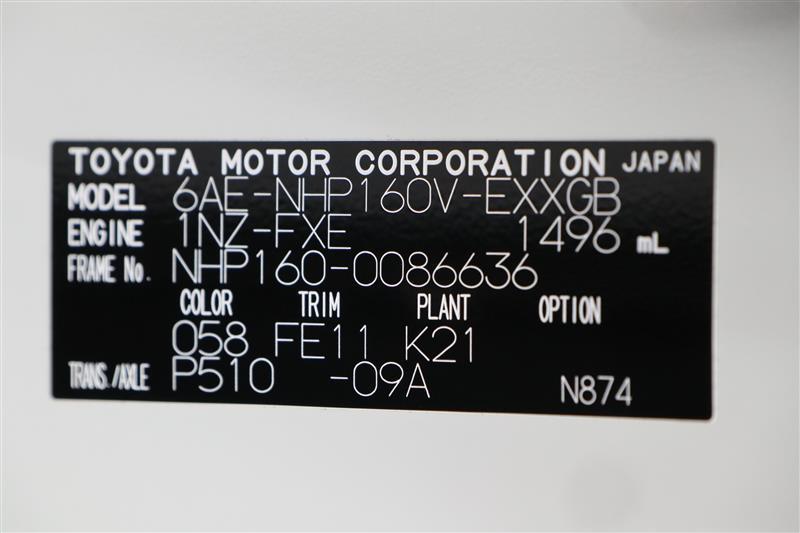 TOYOTA MOTOR CORPORATION JAPAN
MODEL 6AE-NHP160V-EXXGB
ENGINE 1NZ-FXE 1496 mL
FRAME No. NHP160-0086636
COLOR TRIM PLANT OPTION
058 FE11 K21
TRANS./AXLE P510 -09A N874